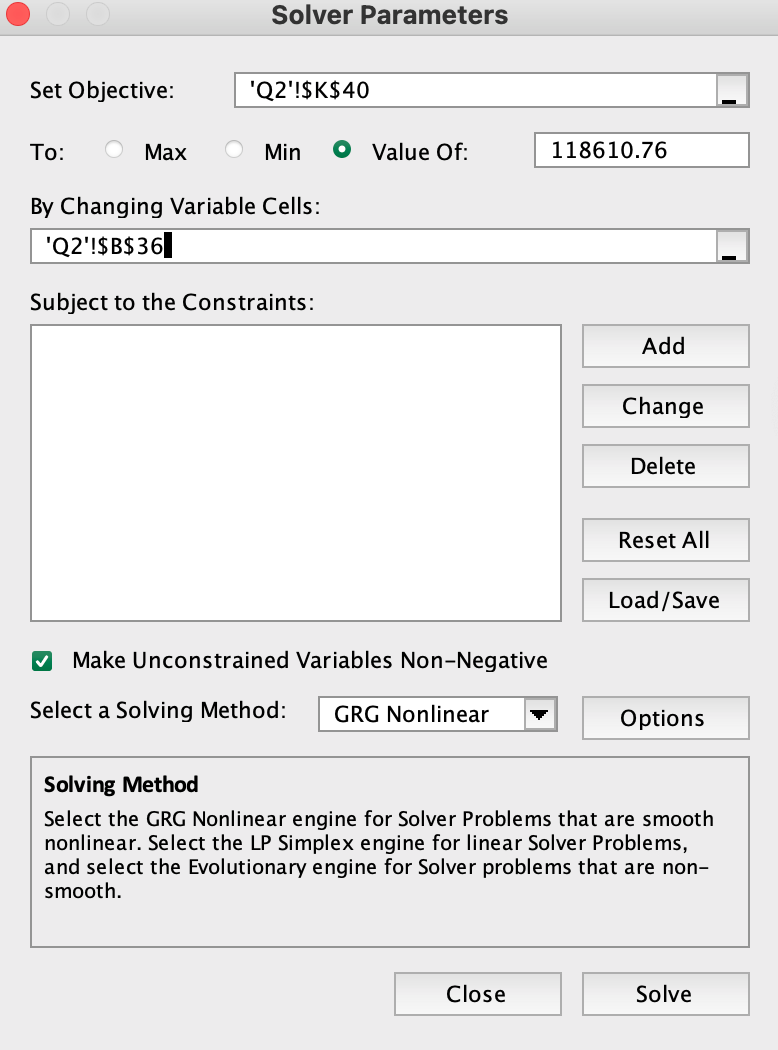 Solver Parameters
Set Objective: 'Q2'!$K$40
To: Max Min Value Of: 118610.76
By Changing Variable Cells:
'Q2'!$B$36
Subject to the Constraints:
Add
Change
Delete
Reset All
Load/Save
Make Unconstrained Variables Non-Negative
Select a Solving Method: GRG Nonlinear Options
Solving Method
Select the GRG Nonlinear engine for Solver Problems that are smooth
nonlinear. Select the LP Simplex engine for linear Solver Problems,
and select the Evolutionary engine for Solver problems that are non-
smooth.
Close Solve